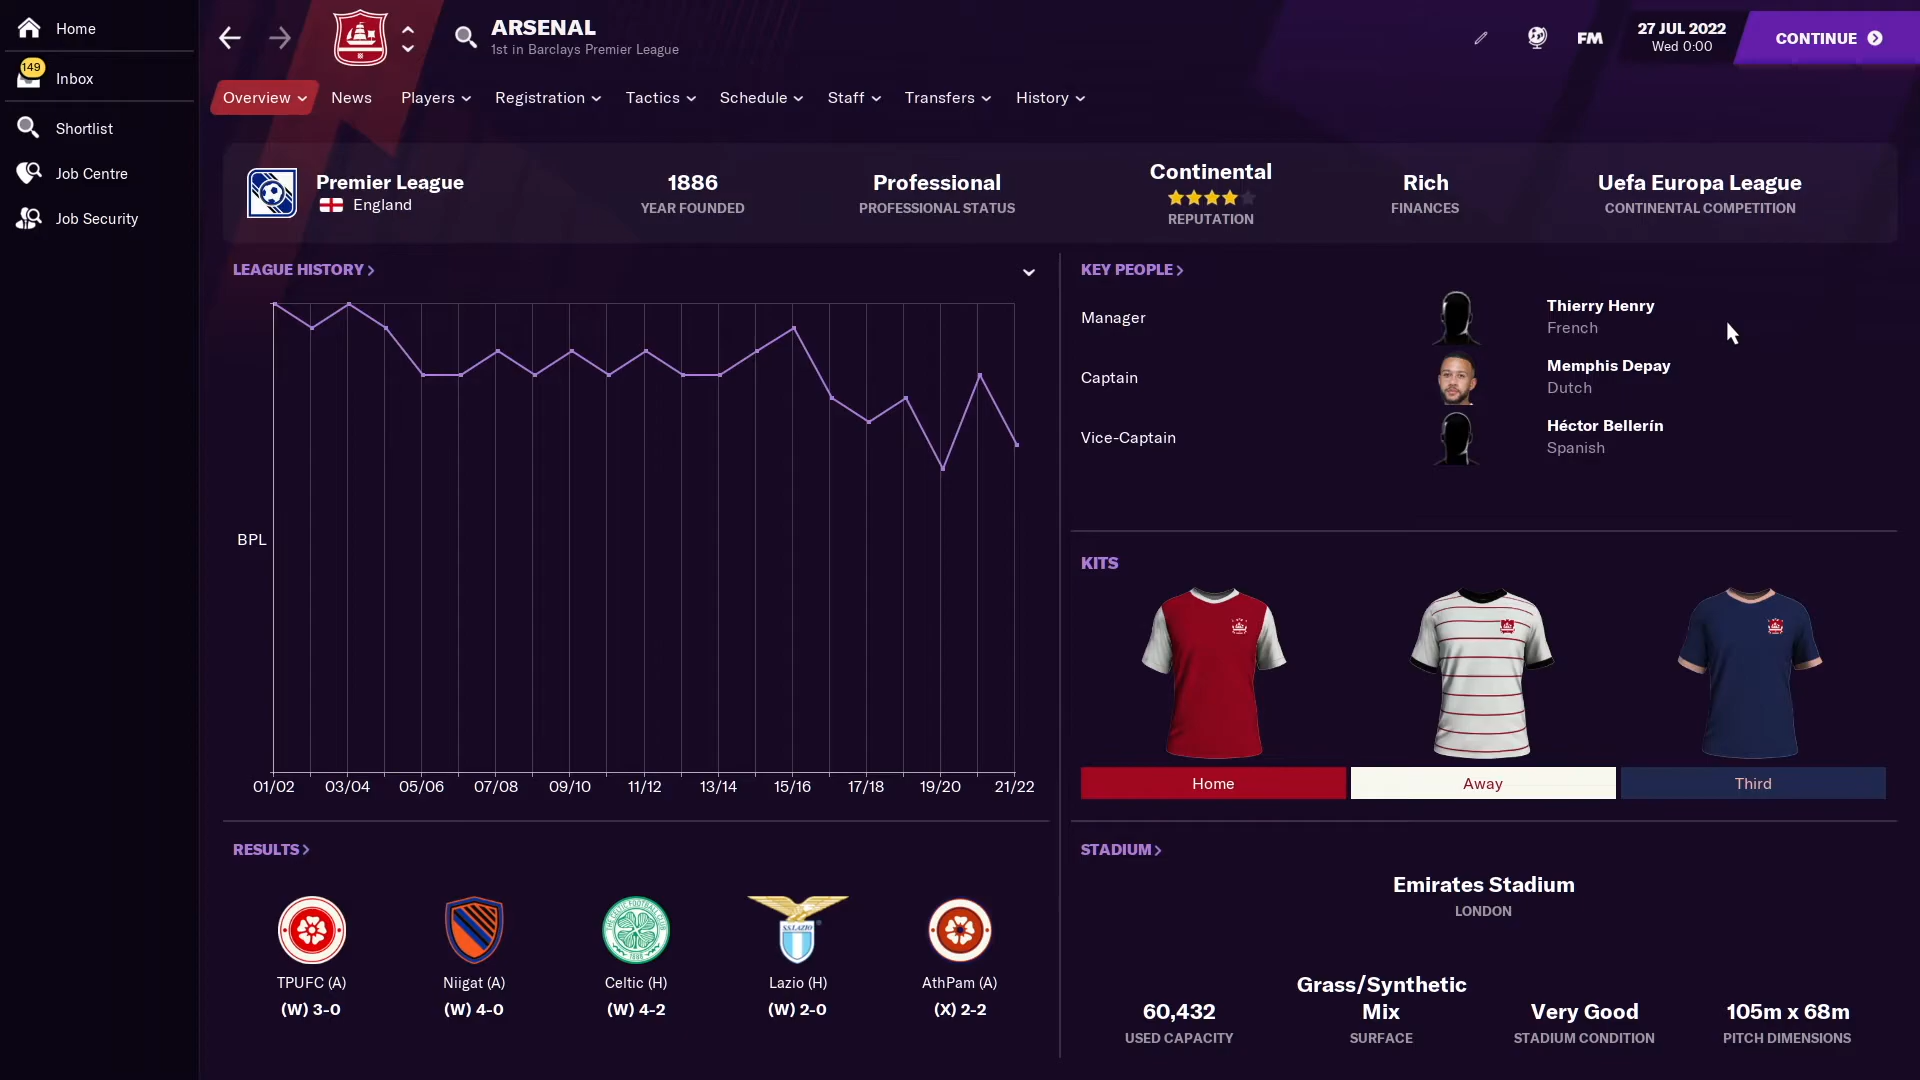 Home
149
Inbox
Shortlist
Job Centre
Job Security
ARSENAL
1st in Barclays Premier League
FM
27 JUL 2022
Wed 0:00
CONTINUE
Overview
News
Players
Registration
Tactics
Schedule
Staff
Transfers
History
Premier League
England
1886
YEAR FOUNDED
Professional
PROFESSIONAL STATUS
Continental
REPUTATION
Rich
FINANCES
Uefa Europa League
CONTINENTAL COMPETITION
LEAGUE HISTORY
BPL
01/02 03/04 05/06 07/08 09/10 11/12 13/14 15/16 17/18 19/20 21/22
KEY PEOPLE
Manager
Thierry Henry
French
Captain
Memphis Depay
Dutch
Vice-Captain
Héctor Bellerín
Spanish
KITS
Home
Away
Third
RESULTS
TPUFC (A)
(W) 3-0
Niigat (A)
(W) 4-0
Celtic (H)
(W) 4-2
S.S.LAZIO
Lazio (H)
(W) 2-0
AthPam (A)
(X) 2-2
STADIUM
Emirates Stadium
LONDON
60,432
USED CAPACITY
Grass/Synthetic
Mix
SURFACE
Very Good
STADIUM CONDITION
105m x 68m
PITCH DIMENSIONS